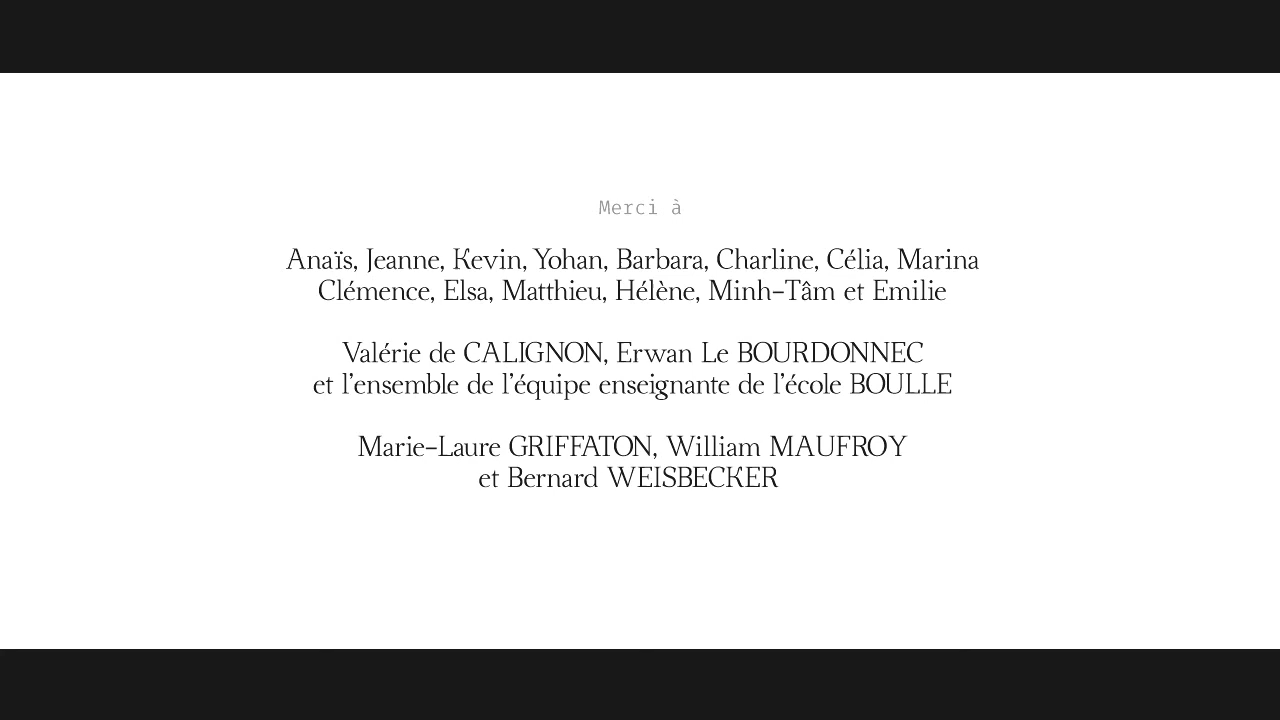 Merci à
Anaïs, Jeanne, Kevin, Yohan, Barbara, Charline, Célia, Marina
Clémence, Elsa, Matthieu, Hélène, Minh-Tâm et Emilie
Valérie de CALIGNON, Erwan Le BOURDONNEC
et l’ensemble de l’équipe enseignante de l’école BOULLE
Marie-Laure GRIFFATON, William MAUFROY
et Bernard WEISBECKER